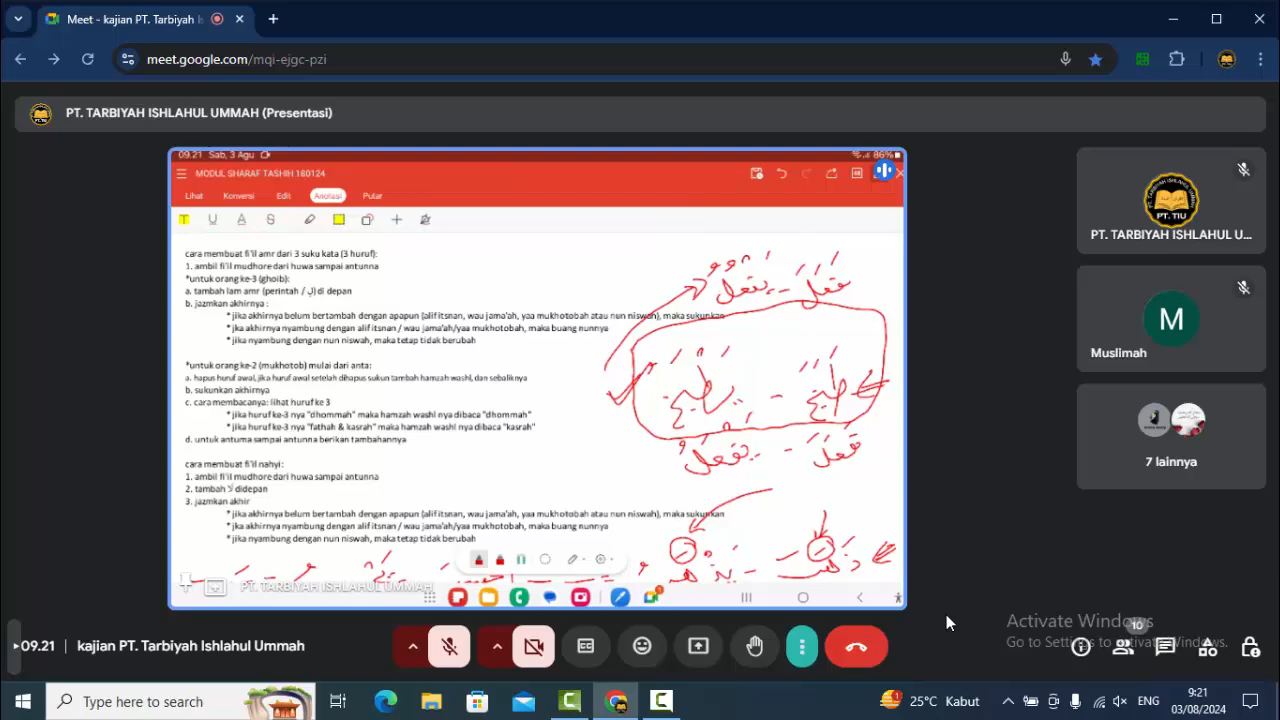 Meet - kajian PT. Tarbiyah Is
meet.google.com/mqi-ejgc-pzi
PT. TARBIYAH ISHLAHUL UMMAH (Presentasi)
09.21 Sab, 3 Agu
86%
MODUL SHARAF TASHIH 160124
Lihat Konversi Edit Anotasi Putar
cara membuat fi'il amr dari 3 suku kata (3 huruf):
1. ambil fi'il mudhore dari huwa sampai antunna
*untuk orang ke-3 (ghoib):
a. tambah lam amr (perintah / لِ) di depan
b. jazmkan akhirnya :
* jika akhirnya belum bertambah dengan apapun (alif itsnan, wau jama'ah, yaa mukhotobah atau nun niswah), maka sukunkan
* jika akhirnya nyambung dengan alif itsnan / wau jama'ah/yaa mukhotobah, maka buang nunnya
* jika nyambung dengan nun niswah, maka tetap tidak berubah
*untuk orang ke-2 (mukhotob) mulai dari anta:
a. hapus huruf awal, jika huruf awal setelah dihapus sukun tambah hamzah washl, dan sebaliknya
b. sukunkan akhirnya
c. cara membacanya: lihat huruf ke 3
* jika huruf ke-3 nya "dhommah" maka hamzah washl nya dibaca "dhommah"
* jika huruf ke-3 nya "fathah & kasrah" maka hamzah washl nya dibaca "kasrah"
d. untuk antuma sampai antunna berikan tambahannya
cara membuat fi'il nahyi:
1. ambil fi'il mudhore dari huwa sampai antunna
2. tambah لا didepan
3. jazmkan akhir
* jika akhirnya belum bertambah dengan apapun (alif itsnan, wau jama'ah, yaa mukhotobah atau nun niswah), maka sukunkan
* jika akhirnya nyambung dengan alif itsnan / wau jama'ah/yaa mukhotobah, maka buang nunnya
* jika nyambung dengan nun niswah, maka tetap tidak berubah
فَعَلَ - يَفْعُلُ
فَعَلَ - يَفْعَلُ
PT. TARBIYAH ISHLAHUL UMMAH
PT. TIU
PT. TARBIYAH ISHLAHUL U...
M
Muslimah
7 lainnya
Activate Windows
Go to Settings to activate Windows.
09.21 | kajian PT. Tarbiyah Ishlahul Ummah
10
Type here to search
25°C Kabut
ENG
9:21
03/08/2024